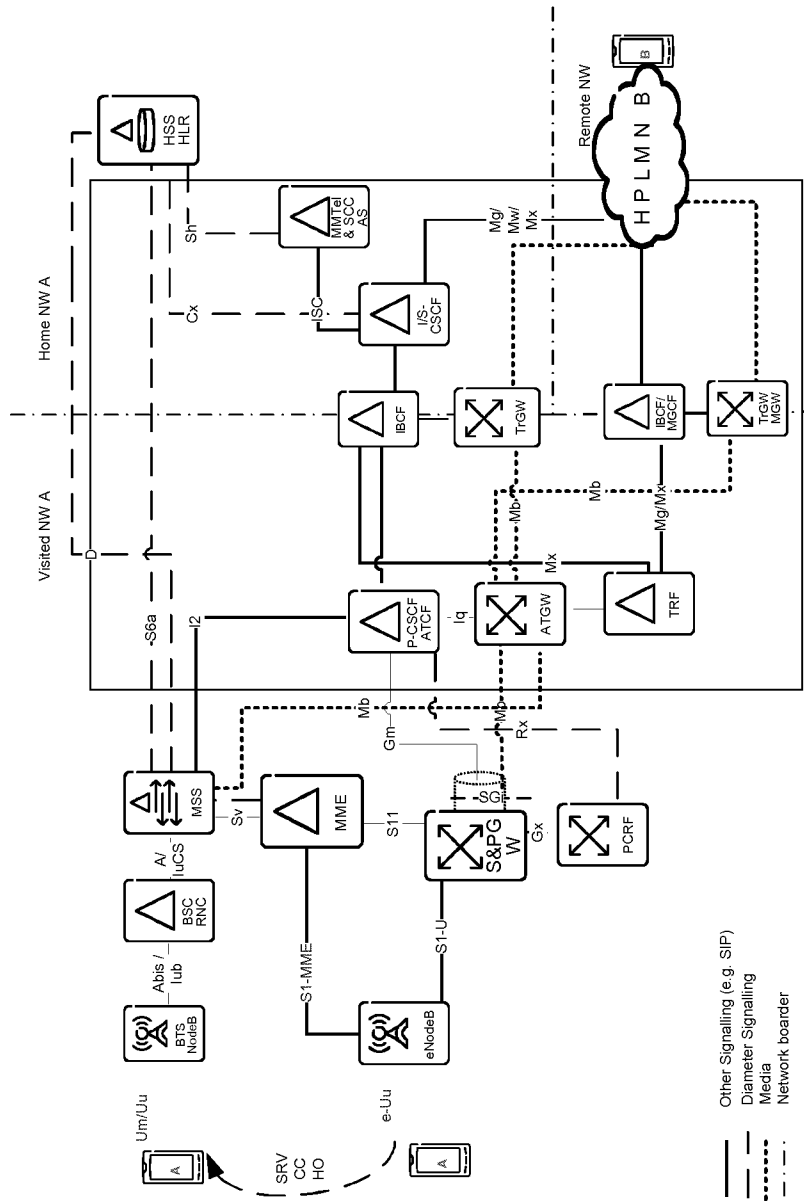 Visited NW A
Home NW A
Remote NW
Um/Uu
A
SRV
CC
HO
e-Uu
A
BTS
NodeB
Abis /
Iub
BSC
RNC
A/
IuCS
MSS
S6a
D
HSS
HLR
I2
Sv
Mb
eNodeB
S1-MME
MME
S11
S1-U
S&PG
W
SGi
Gx
PCRF
Gm
Rx
Mb
P-CSCF
ATCF
Iq
ATGW
TRF
Mx
Mb
Mb
Mg/Mx
IBCF
TrGW
IBCF/
MGCF
TrGW
MGW
Cx
Sh
ISC
I/S-
CSCF
MMTel
& SCC
AS
Mg/
Mw/
Mx
HPLMN B
B
Other Signalling (e.g. SIP)
Diameter Signalling
Media
Network boarder